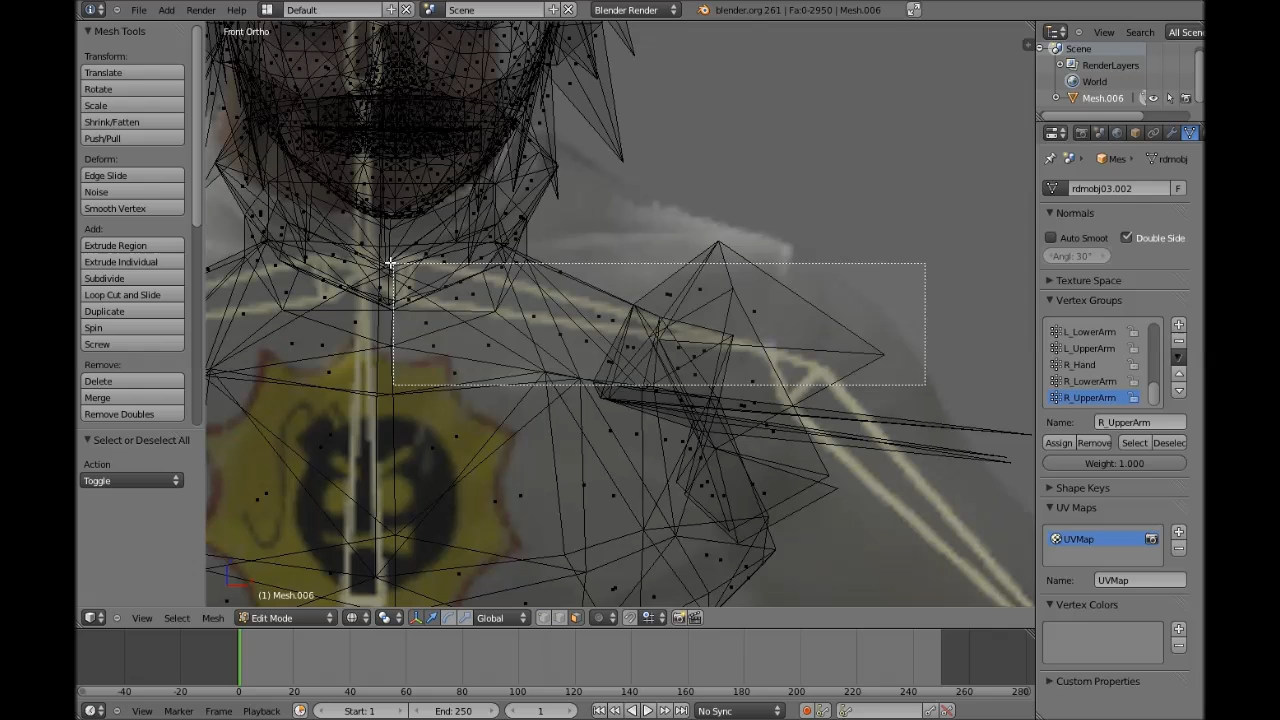 File Add Render Help Default Scene Blender Render blender.org 261 | Fa:0-2950 | Mesh.006
Mesh Tools
Transform:
Translate
Rotate
Scale
Shrink/Fatten
Push/Pull
Deform:
Edge Slide
Noise
Smooth Vertex
Add:
Extrude Region
Extrude Individual
Subdivide
Loop Cut and Slide
Duplicate
Spin
Screw
Remove:
Delete
Merge
Remove Doubles
Select or Deselect All
Action
Toggle
Front Ortho
(1) Mesh.006
View Select Mesh Edit Mode Global
-40 -20 0 20 40 60 80 100 120 140 160 180 200 220 240 260 280
View Marker Frame Playback Start: 1 End: 250 1 No Sync
View Search All Scene
Scene
RenderLayers
World
Mesh.006
Mes rdmobj
rdmobj03.002 F
Normals
Auto Smoot Double Side
Angl: 30°
Texture Space
Vertex Groups
L_LowerArm
L_UpperArm
R_Hand
R_LowerArm
R_UpperArm
Name: R_UpperArm
Assign Remove Select Deselec
Weight: 1.000
Shape Keys
UV Maps
UVMap
Name: UVMap
Vertex Colors
Custom Properties